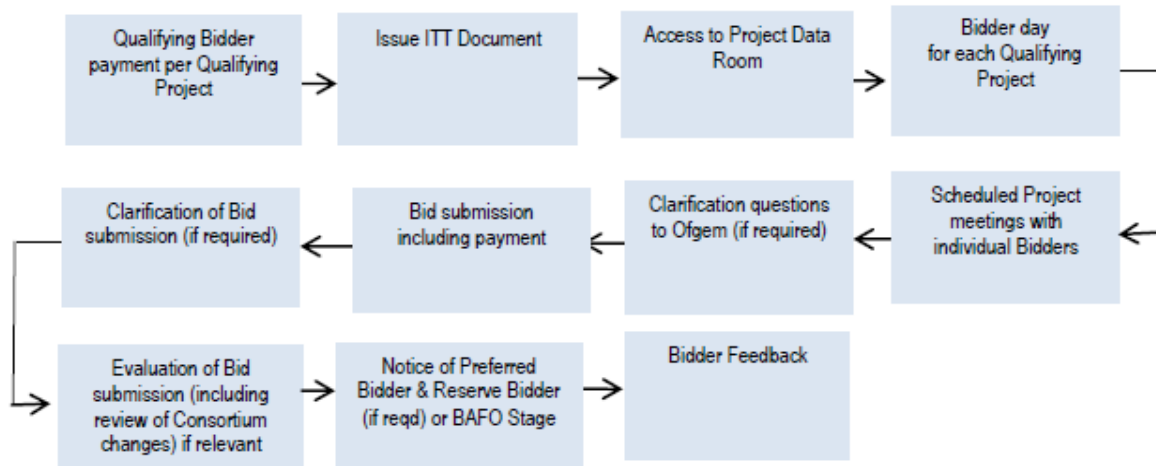 Qualifying Bidder
payment per Qualifying
Project
Issue ITT Document
Access to Project Data
Room
Bidder day
for each Qualifying
Project
Scheduled Project
meetings with
individual Bidders
Clarification questions
to Ofgem (if required)
Bid submission
including payment
Clarification of Bid
submission (if required)
Evaluation of Bid
submission (including
review of Consortium
changes) if relevant
Notice of Preferred
Bidder & Reserve Bidder
(if reqd) or BAFO Stage
Bidder Feedback